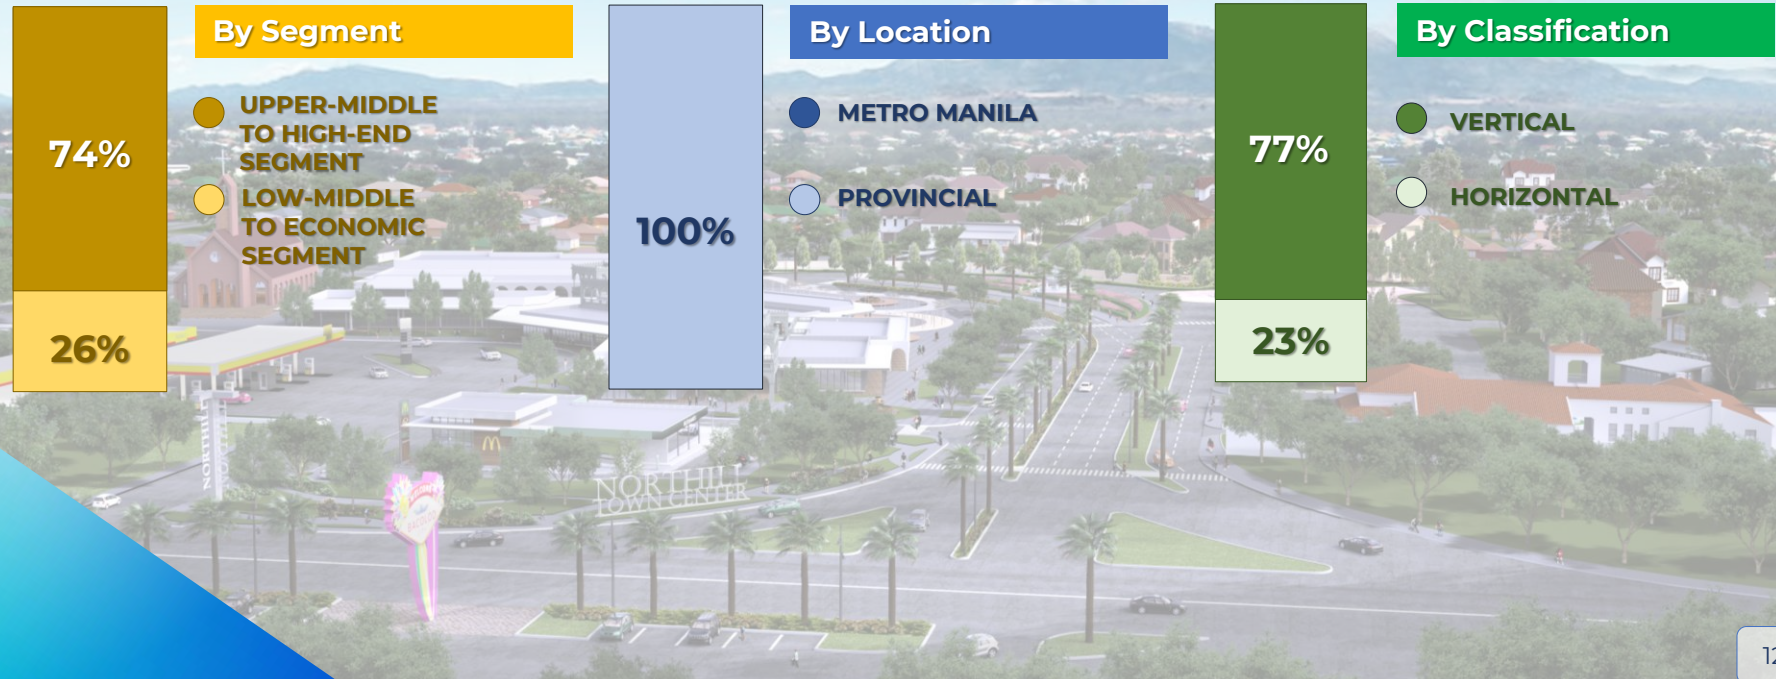 By Segment
74%
26%
UPPER-MIDDLE
TO HIGH-END
SEGMENT
LOW-MIDDLE
TO ECONOMIC
SEGMENT
By Location
100%
METRO MANILA
PROVINCIAL
By Classification
77%
23%
VERTICAL
HORIZONTAL
NORTHILL
TOWN CENTER
12